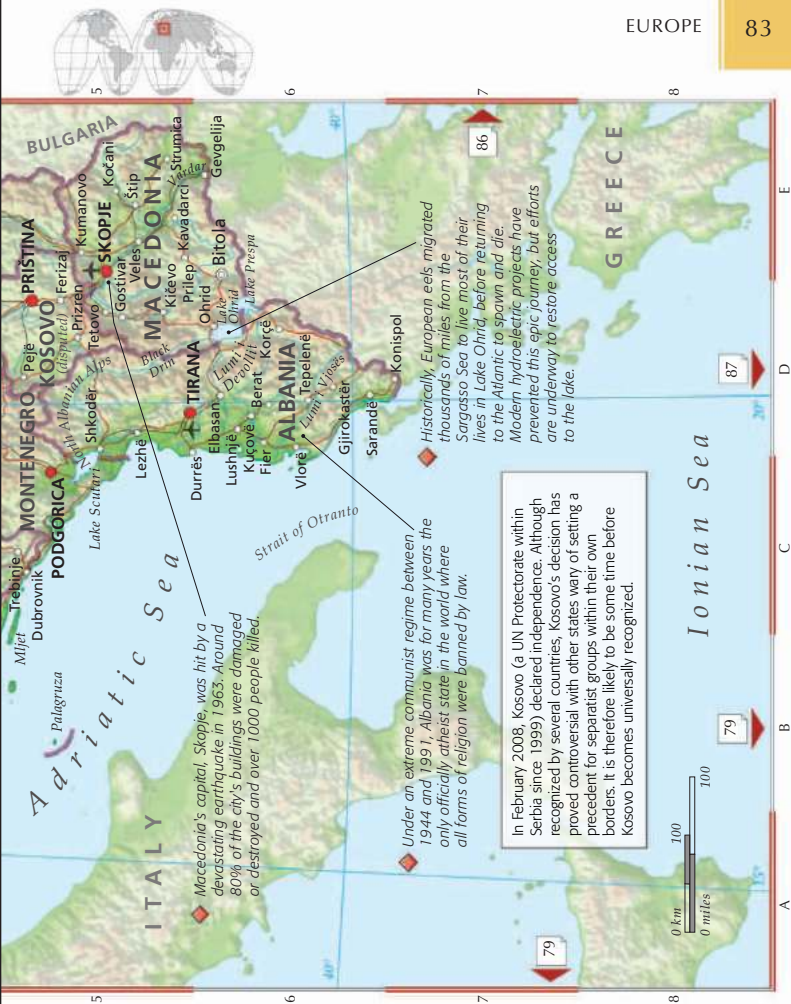 EUROPE
83
BULGARIA
PRIŠTINA
KOSOVO
(disputed)
Pejë
Ferizaj
Prizren
Kumanovo
Kočani
SKOPJE
Štip
Tetovo
Gostivar
Veles
MACEDONIA
Vardar
Strumica
Kičevo
Kavadarci
Gevgelija
Prilep
Ohrid
Bitola
Lake
Ohrid
Lake Prespa
MONTENEGRO
PODGORICA
North Albanian Alps
Shkodër
Lake Scutari
Black
Drin
Lezhë
TIRANA
Durrës
Elbasan
Lumi i
Devollit
Lushnjë
Kuçovë
Berat
Korçë
Fier
ALBANIA
Tepelenë
Vlorë
Lumi i Vjosës
Gjirokastër
Konispol
Sarandë
Trebinje
Dubrovnik
Mljet
Palagruza
Adriatic Sea
Strait of Otranto
ITALY
GREECE
Ionian Sea
Macedonia's capital, Skopje, was hit by a
devastating earthquake in 1963. Around
80% of the city's buildings were damaged
or destroyed and over 1000 people killed.
Under an extreme communist regime between
1944 and 1991, Albania was for many years the
only officially atheist state in the world where
all forms of religion were banned by law.
Historically, European eels migrated
thousands of miles from the
Sargasso Sea to live most of their
lives in Lake Ohrid, before returning
to the Atlantic to spawn and die.
Modern hydroelectric projects have
prevented this epic journey, but efforts
are underway to restore access
to the lake.
In February 2008, Kosovo (a UN Protectorate within
Serbia since 1999) declared independence. Although
recognized by several countries, Kosovo's decision has
proved controversial with other states wary of setting a
precedent for separatist groups within their own
borders. It is therefore likely to be some time before
Kosovo becomes universally recognized.
0 km 100
0 miles 100
79
79
87
86
40°
40°
15°
20°
5
6
7
8
5
6
7
8
A
B
C
D
E